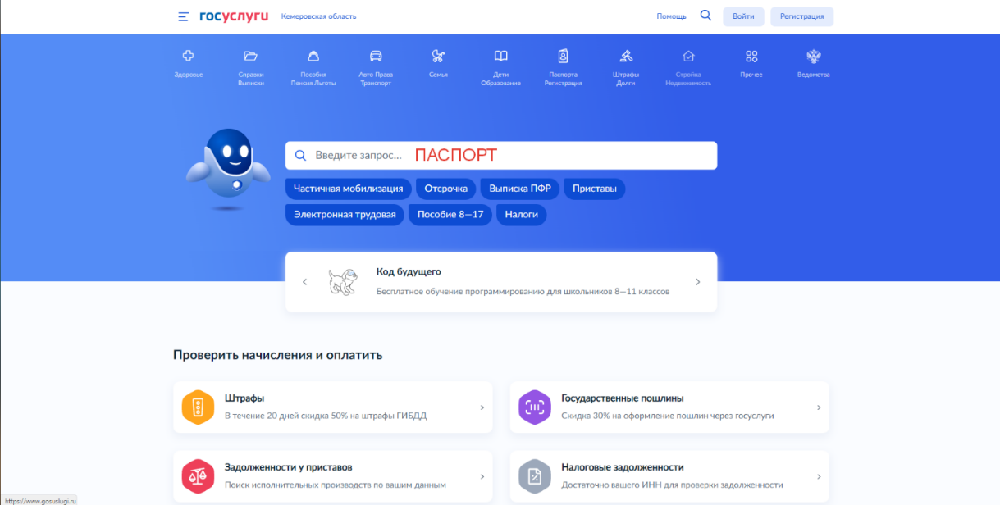 госуслуги Кемеровская область Помощь Войти Регистрация
Здоровье
Справки
Выписки
Пособия
Пенсия Льготы
Авто Права
Транспорт
Семья
Дети
Образование
Паспорта
Регистрация
Штрафы
Долги
Стройка
Недвижимость
Прочее
Ведомства
Введите запрос... ПАСПОРТ
Частичная мобилизация Отсрочка Выписка ПФР Приставы
Электронная трудовая Пособие 8—17 Налоги
Код будущего
Бесплатное обучение программированию для школьников 8—11 классов
Проверить начисления и оплатить
Штрафы
В течение 20 дней скидка 50% на штрафы ГИБДД
Государственные пошлины
Скидка 30% на оформление пошлин через госуслуги
Задолженности у приставов
Поиск исполнительных производств по вашим данным
Налоговые задолженности
Достаточно вашего ИНН для проверки задолженности
https://www.gosuslugi.ru